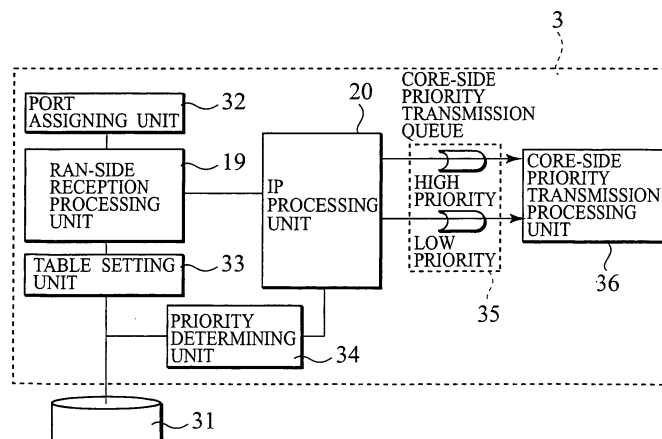 3
PORT
ASSIGNING UNIT
32
20
CORE-SIDE
PRIORITY
TRANSMISSION
QUEUE
RAN-SIDE
RECEPTION
PROCESSING
UNIT
19
IP
PROCESSING
UNIT
HIGH
PRIORITY
LOW
PRIORITY
CORE-SIDE
PRIORITY
TRANSMISSION
PROCESSING
UNIT
TABLE SETTING
UNIT
33
35
36
PRIORITY
DETERMINING
UNIT
34
31